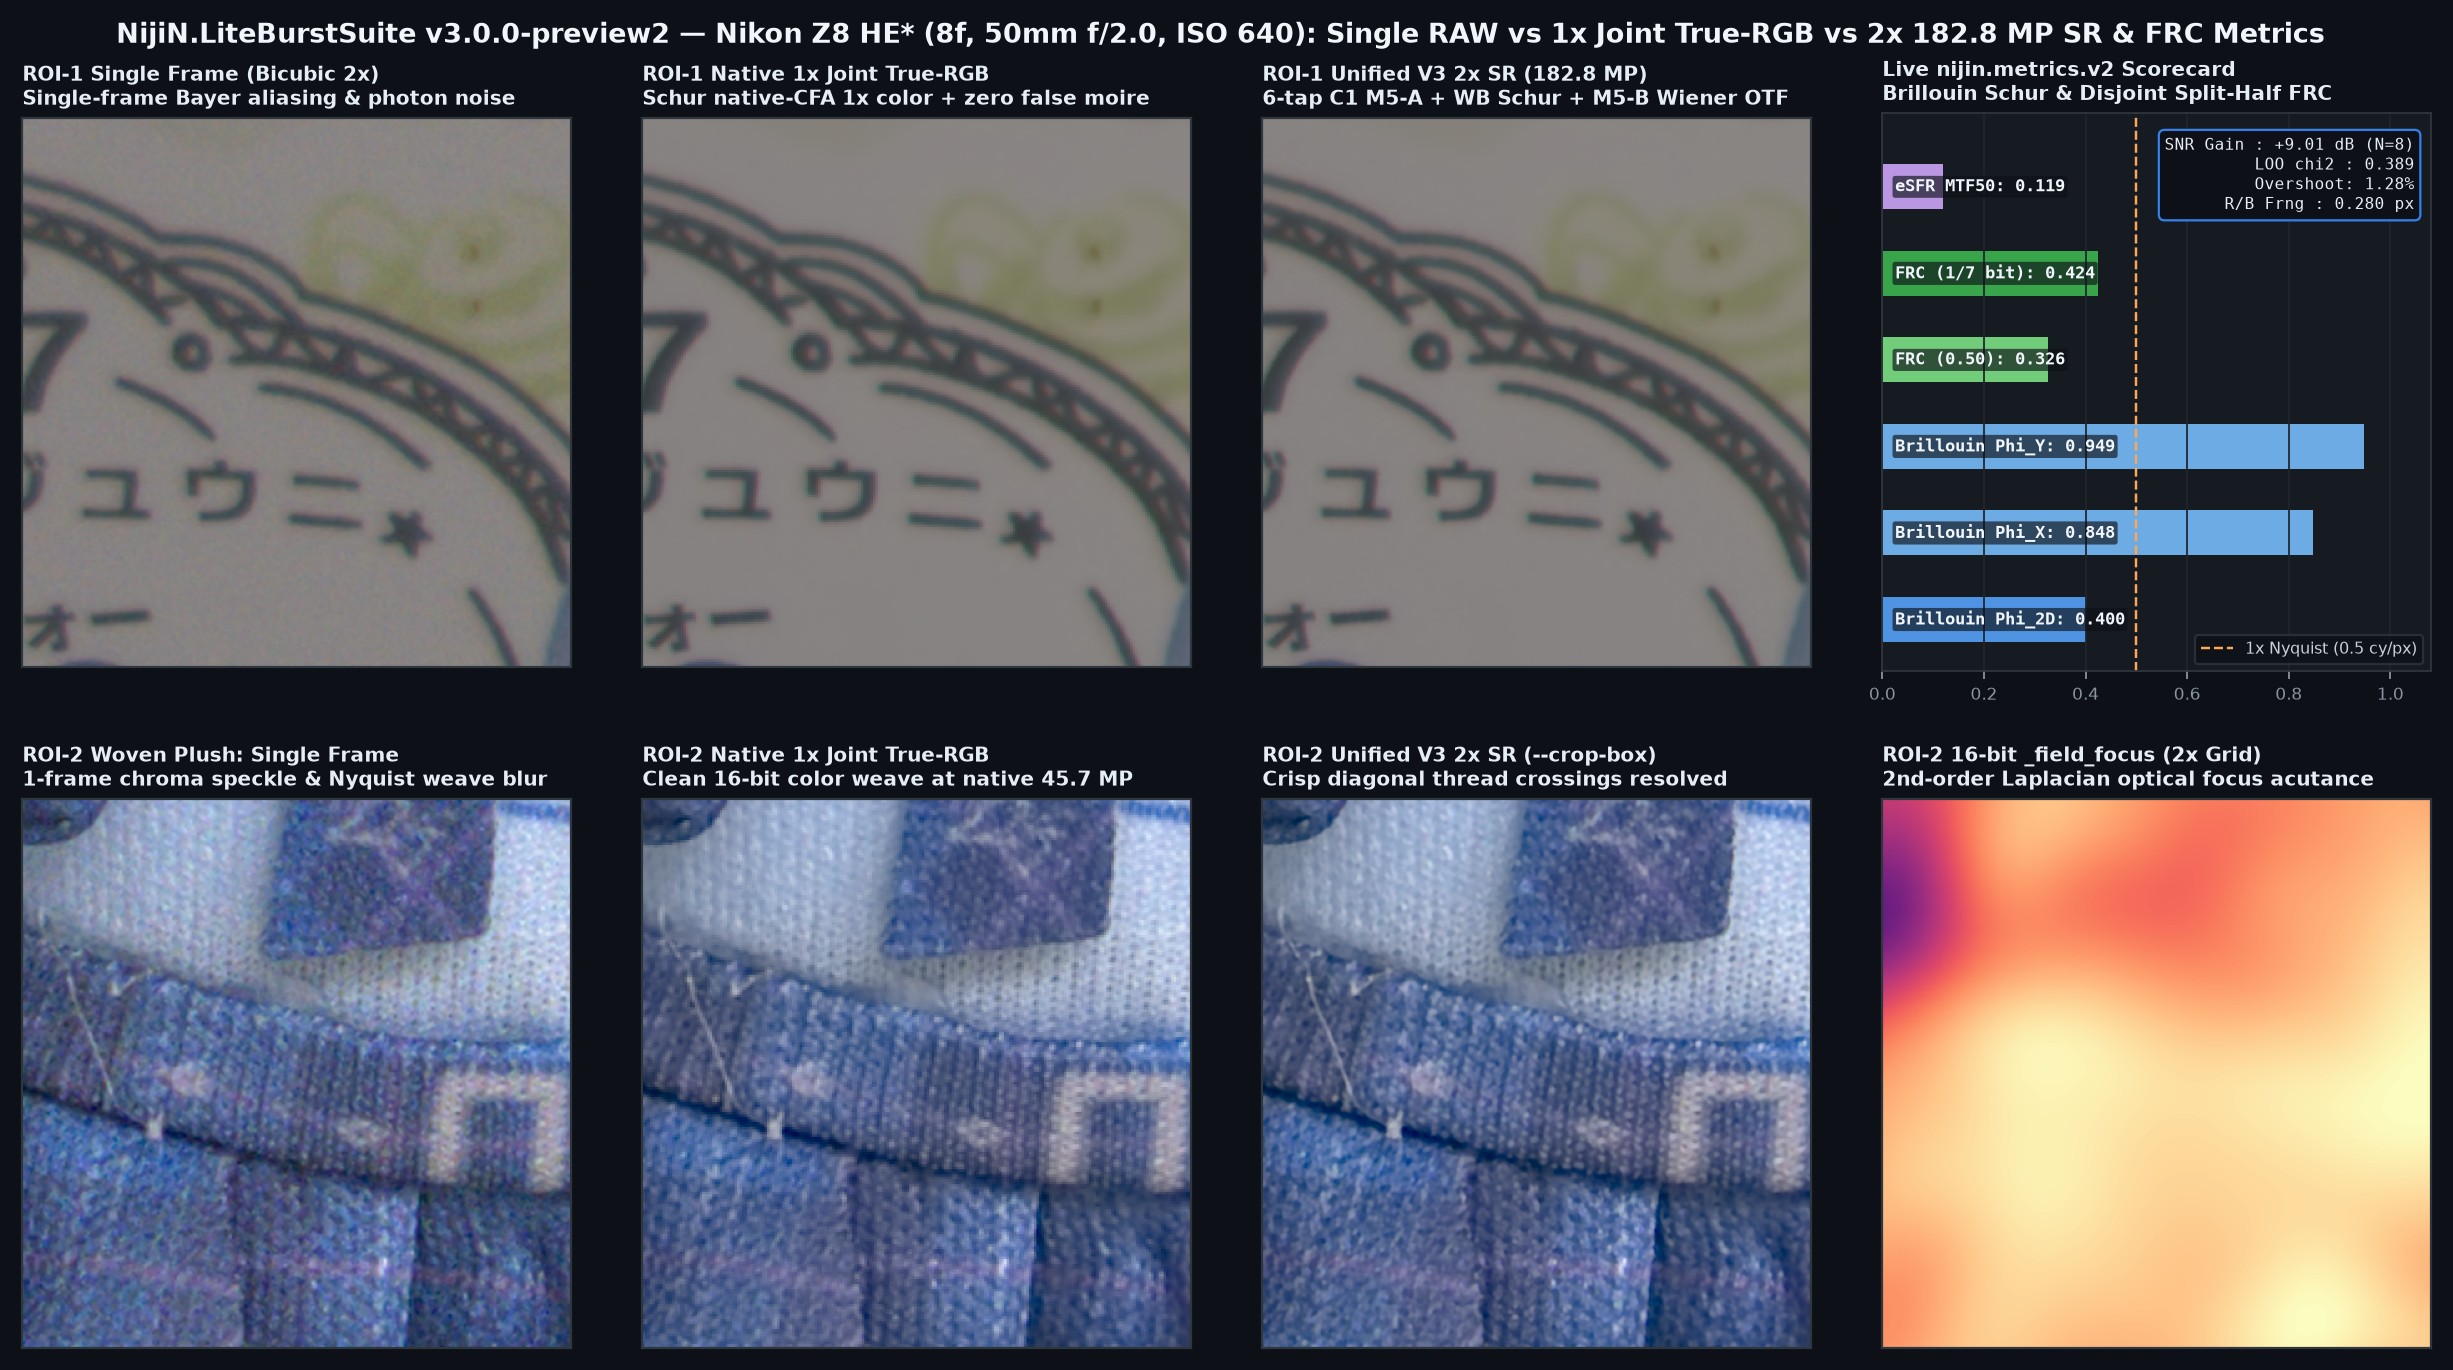 NijiN.LiteBurstSuite v3.0.0-preview2 — Nikon Z8 HE* (8f, 50mm f/2.0, ISO 640): Single RAW vs 1x Joint True-RGB vs 2x 182.8 MP SR & FRC Metrics
ROI-1 Single Frame (Bicubic 2x)
Single-frame Bayer aliasing & photon noise
7
ジュウニ★
オー
ROI-1 Native 1x Joint True-RGB
Schur native-CFA 1x color + zero false moire
7
ジュウニ★
オー
ROI-1 Unified V3 2x SR (182.8 MP)
6-tap C1 M5-A + WB Schur + M5-B Wiener OTF
7
ジュウニ★
オー
Live nijin.metrics.v2 Scorecard
Brillouin Schur & Disjoint Split-Half FRC
SNR Gain : +9.01 dB (N=8)
LOO chi2 : 0.389
Overshoot: 1.28%
R/B Frng : 0.280 px
eSFR MTF50: 0.119
FRC (1/7 bit): 0.424
FRC (0.50): 0.326
Brillouin Phi_Y: 0.949
Brillouin Phi_X: 0.848
Brillouin Phi_2D: 0.400
1x Nyquist (0.5 cy/px)
0.0 0.2 0.4 0.6 0.8 1.0
ROI-2 Woven Plush: Single Frame
1-frame chroma speckle & Nyquist weave blur
ROI-2 Native 1x Joint True-RGB
Clean 16-bit color weave at native 45.7 MP
ROI-2 Unified V3 2x SR (--crop-box)
Crisp diagonal thread crossings resolved
ROI-2 16-bit _field_focus (2x Grid)
2nd-order Laplacian optical focus acutance